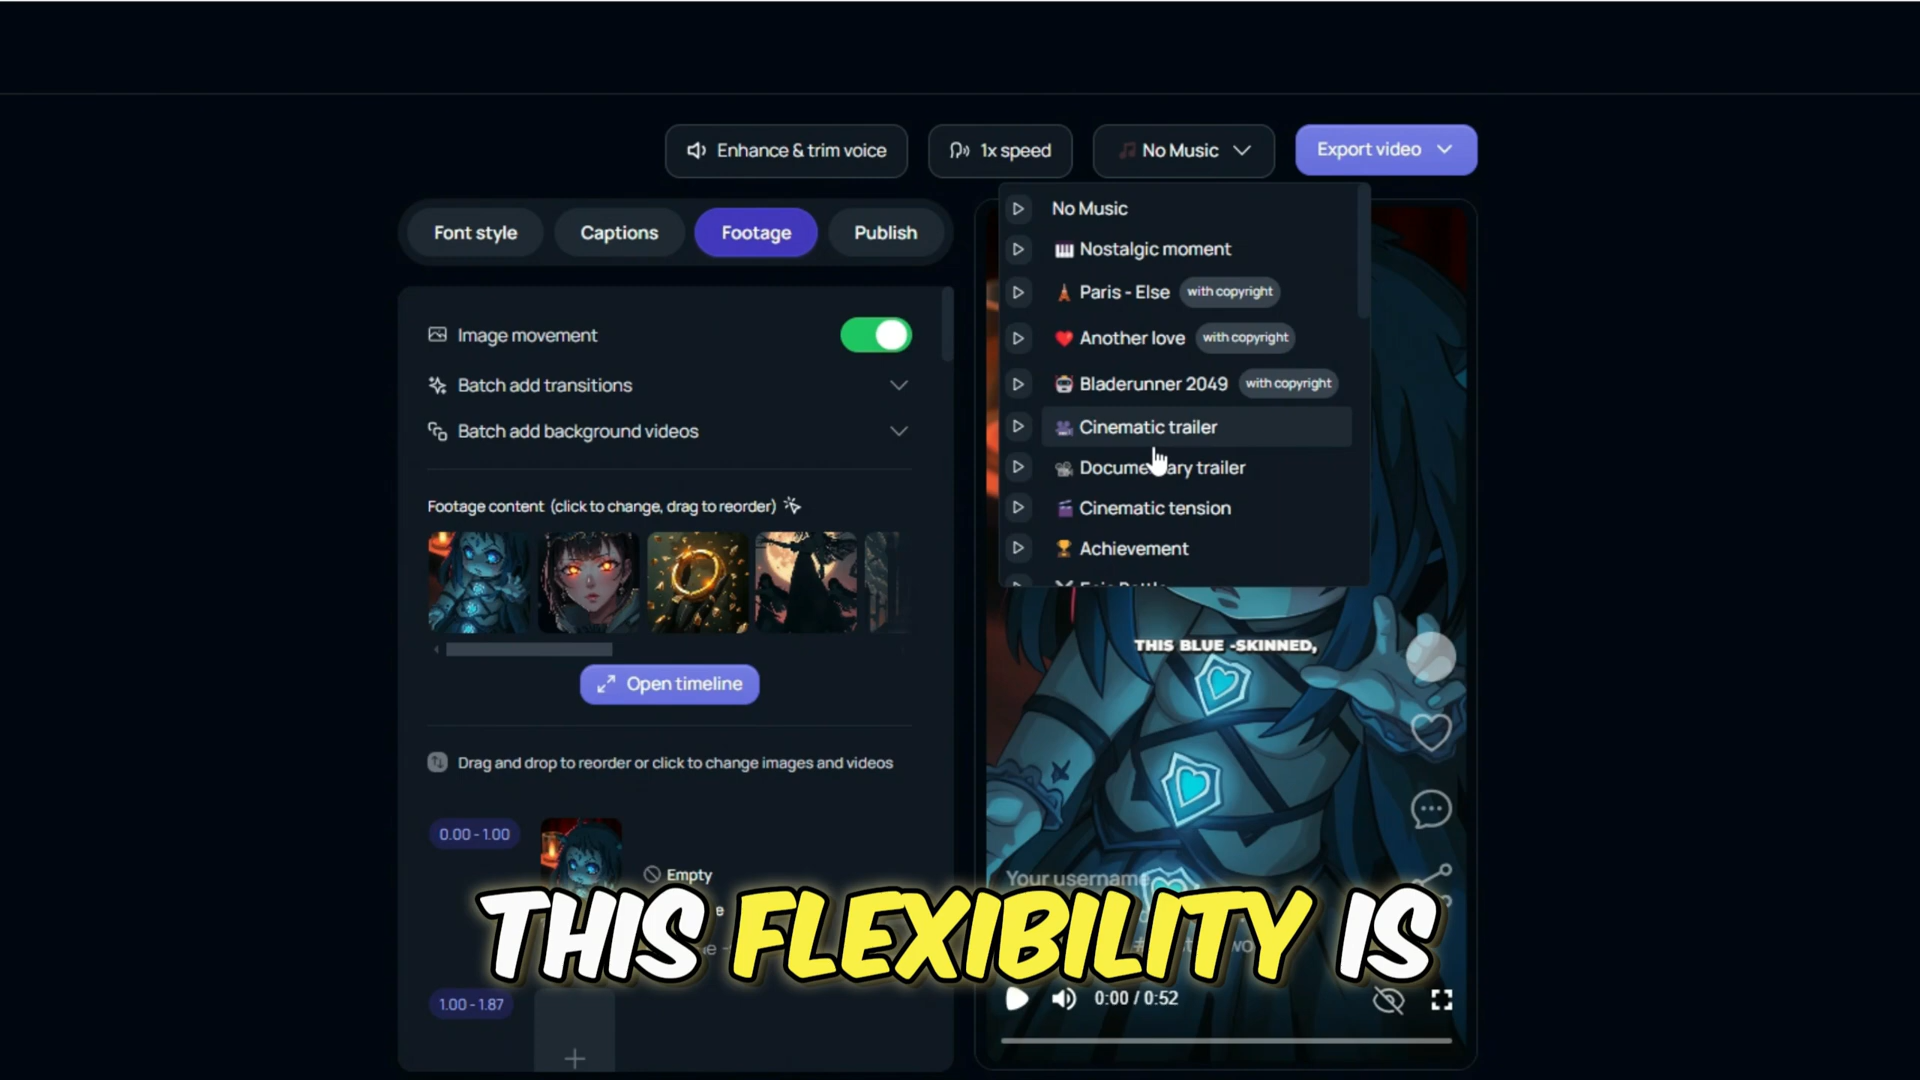 Enhance & trim voice
1x speed
No Music
Export video
Font style
Captions
Footage
Publish
No Music
Nostalgic moment
Paris - Else with copyright
Another love with copyright
Bladerunner 2049 with copyright
Cinematic trailer
Documentary trailer
Cinematic tension
Achievement
Image movement
Batch add transitions
Batch add background videos
Footage content (click to change, drag to reorder)
Open timeline
Drag and drop to reorder or click to change images and videos
0.00 - 1.00
Empty
1.00 - 1.87
THIS BLUE -SKINNED,
Your username
THIS FLEXIBILITY IS
0:00 / 0:52